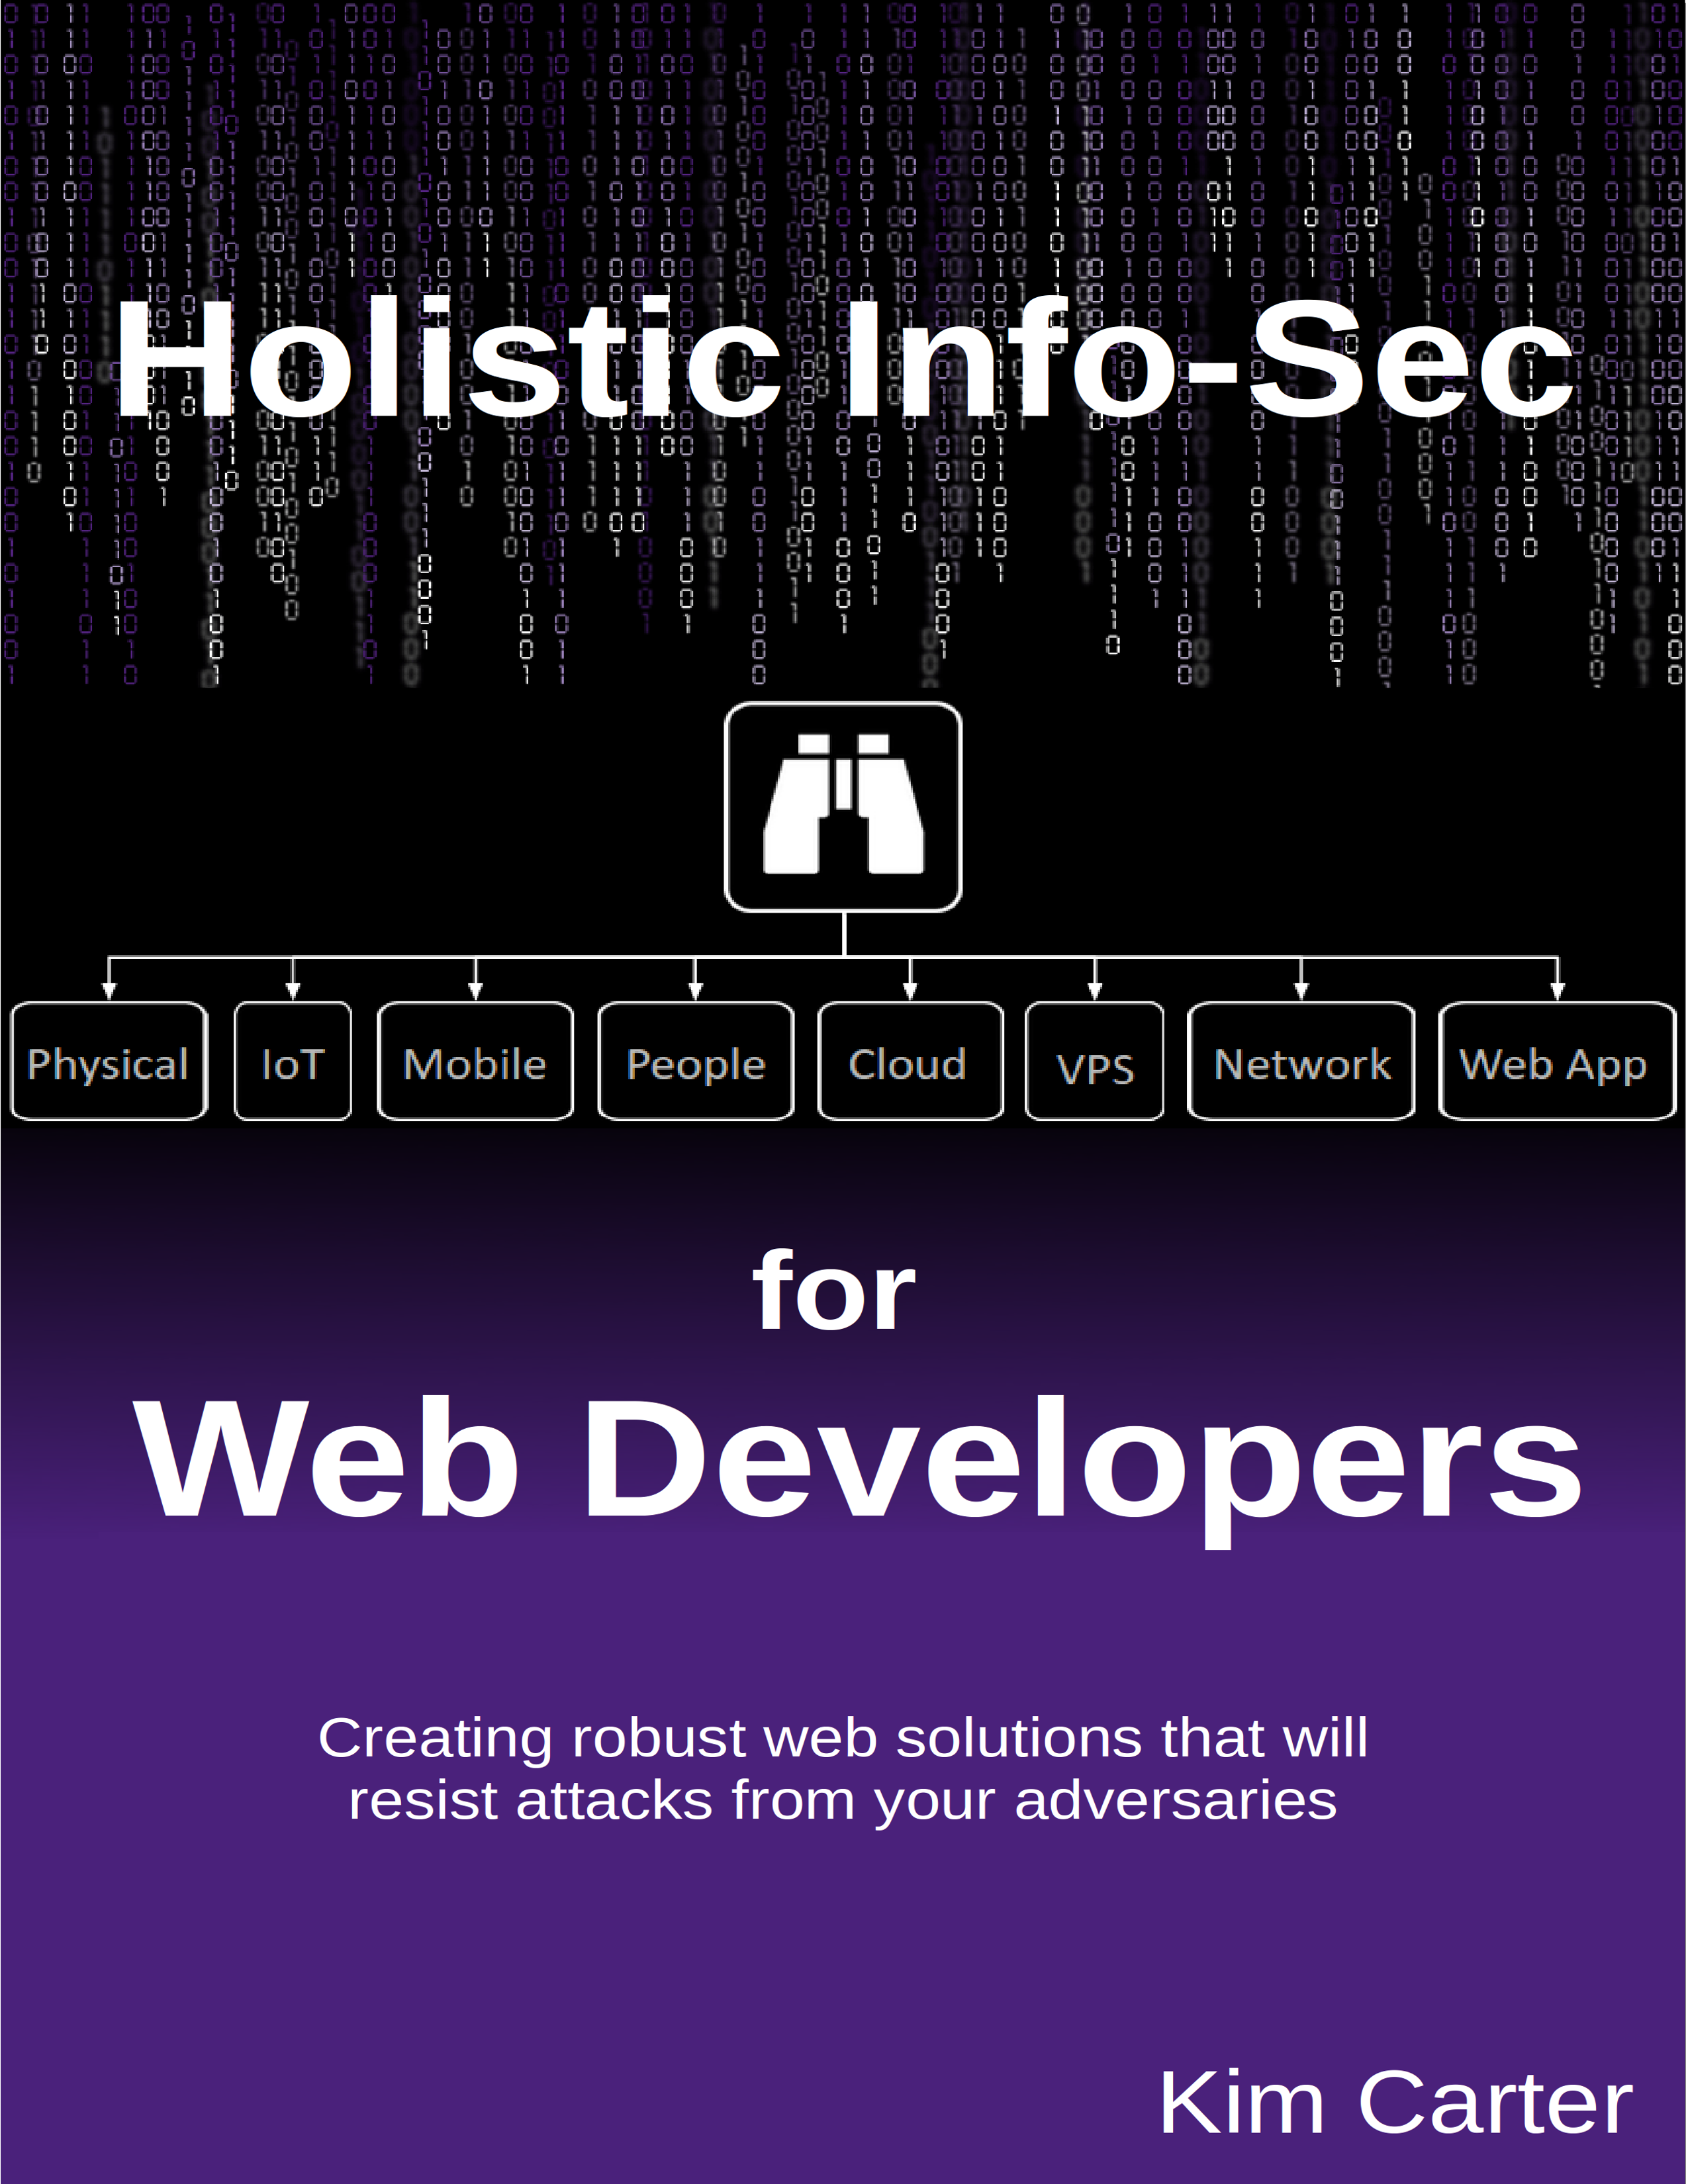 Holistic Info-Sec
Physical IoT Mobile People Cloud VPS Network Web App
for
Web Developers
Creating robust web solutions that will
resist attacks from your adversaries
Kim Carter